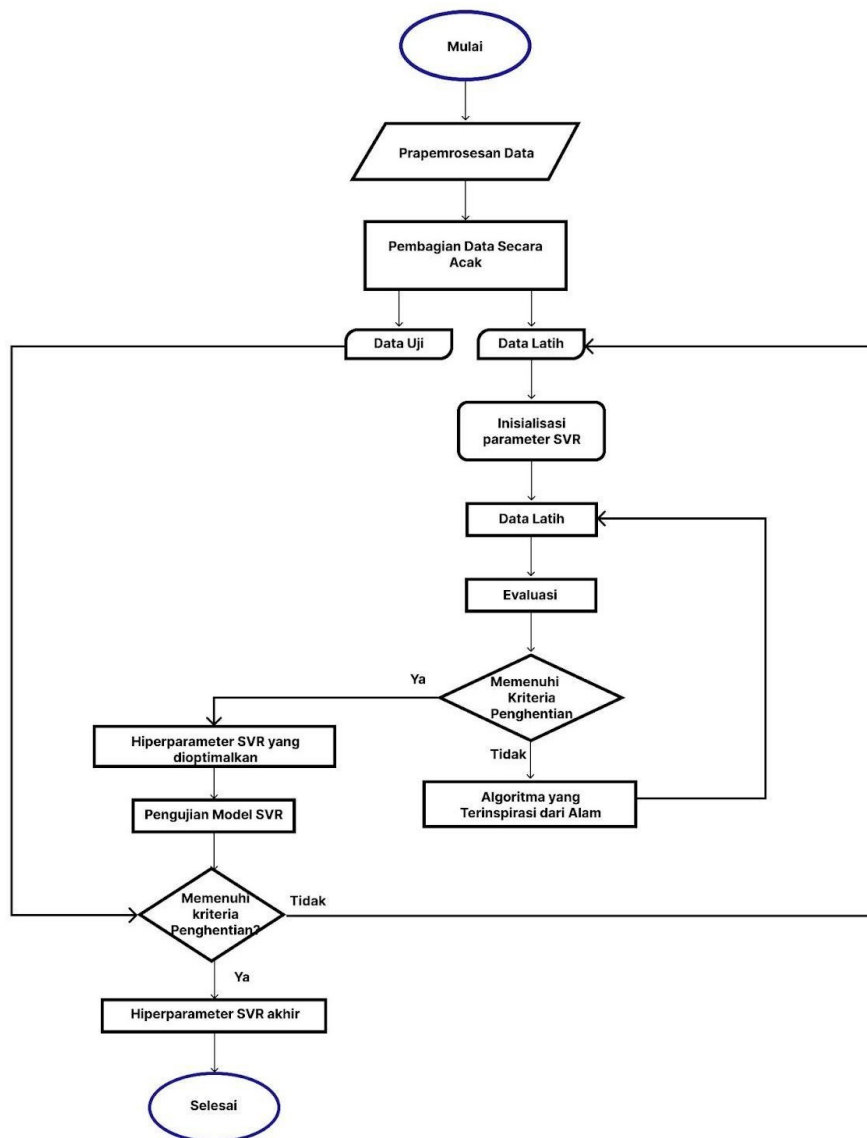 Mulai
Prapemrosesan Data
Pembagian Data Secara
Acak
Data Uji
Data Latih
Inisialisasi
parameter SVR
Data Latih
Evaluasi
Memenuhi
Kriteria
Penghentian
Ya
Tidak
Hiperparameter SVR yang
dioptimalkan
Algoritma yang
Terinspirasi dari Alam
Pengujian Model SVR
Memenuhi
kriteria
Penghentian?
Tidak
Ya
Hiperparameter SVR akhir
Selesai